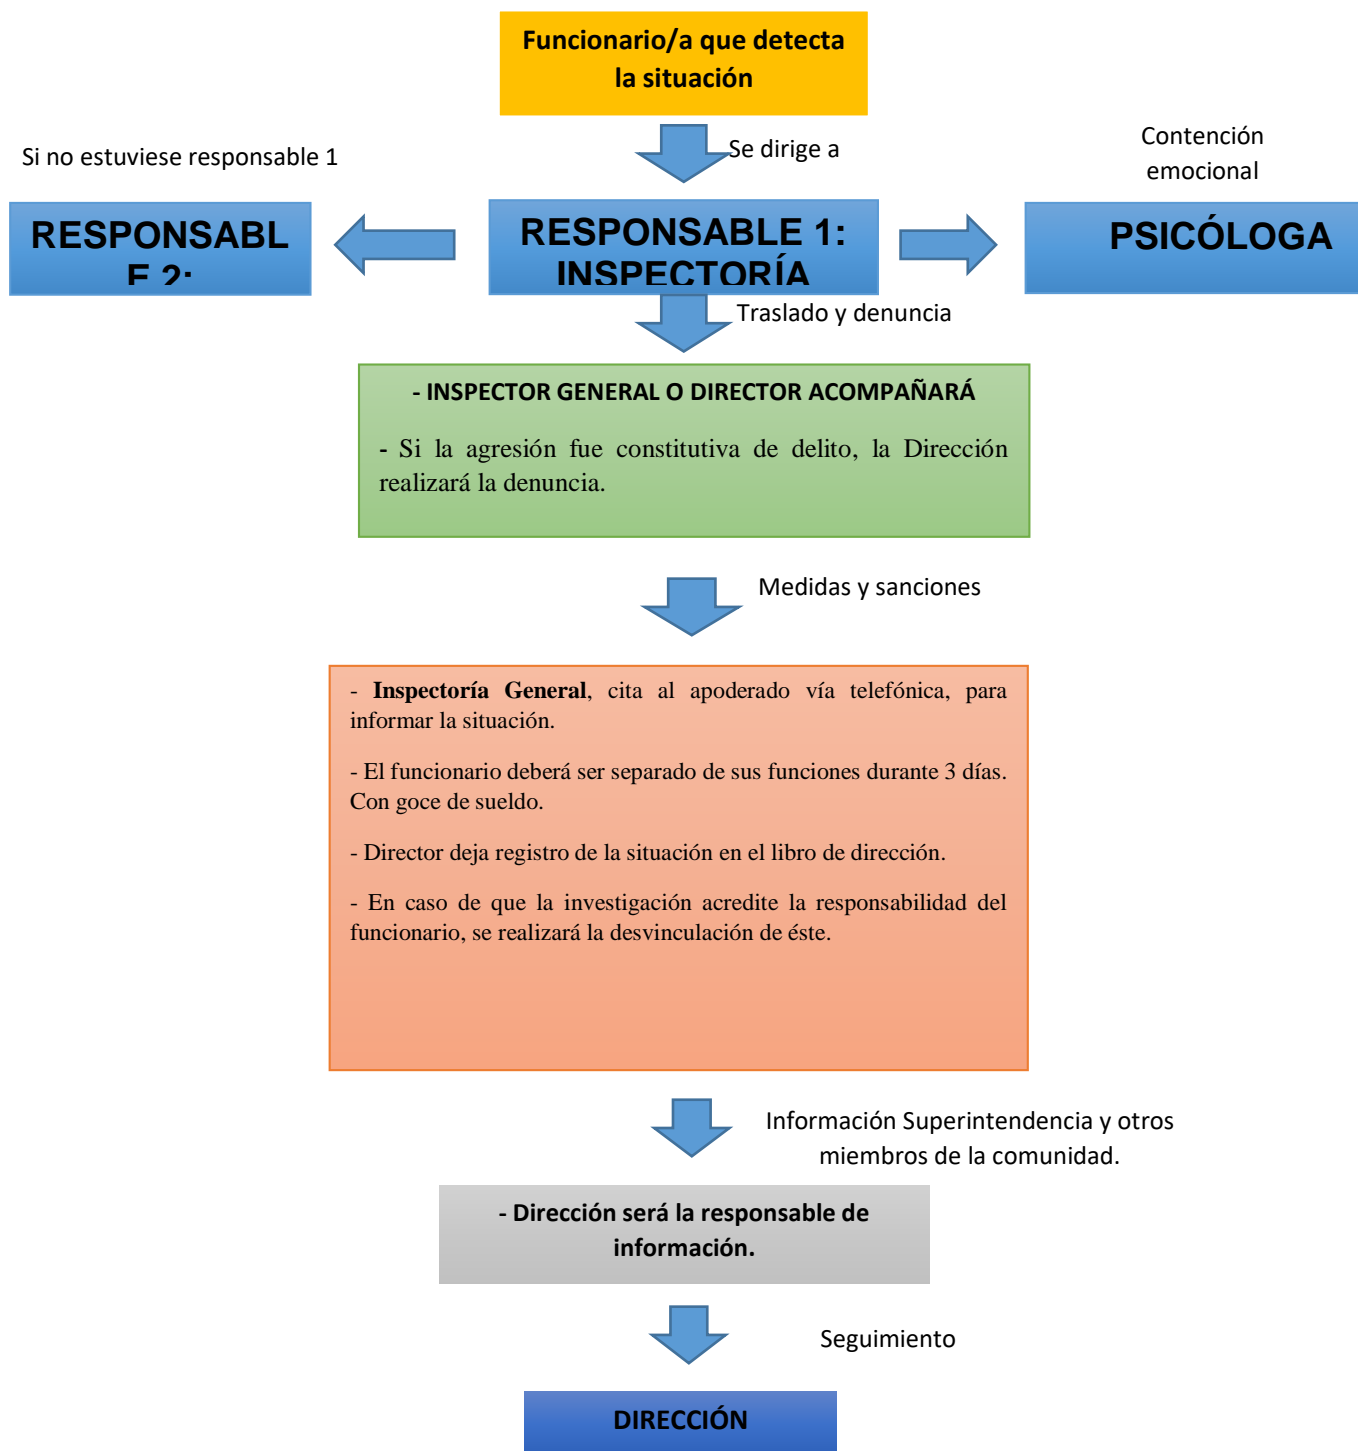 Funcionario/a que detecta
la situación
Se dirige a
Si no estuviese responsable 1
Contención
emocional
RESPONSABL
E 2:
RESPONSABLE 1:
INSPECTORÍA
PSICÓLOGA
Traslado y denuncia
- INSPECTOR GENERAL O DIRECTOR ACOMPAÑARÁ
- Si la agresión fue constitutiva de delito, la Dirección
realizará la denuncia.
Medidas y sanciones
- Inspectoría General, cita al apoderado vía telefónica, para
informar la situación.
- El funcionario deberá ser separado de sus funciones durante 3 días.
Con goce de sueldo.
- Director deja registro de la situación en el libro de dirección.
- En caso de que la investigación acredite la responsabilidad del
funcionario, se realizará la desvinculación de éste.
Información Superintendencia y otros
miembros de la comunidad.
- Dirección será la responsable de
información.
Seguimiento
DIRECCIÓN